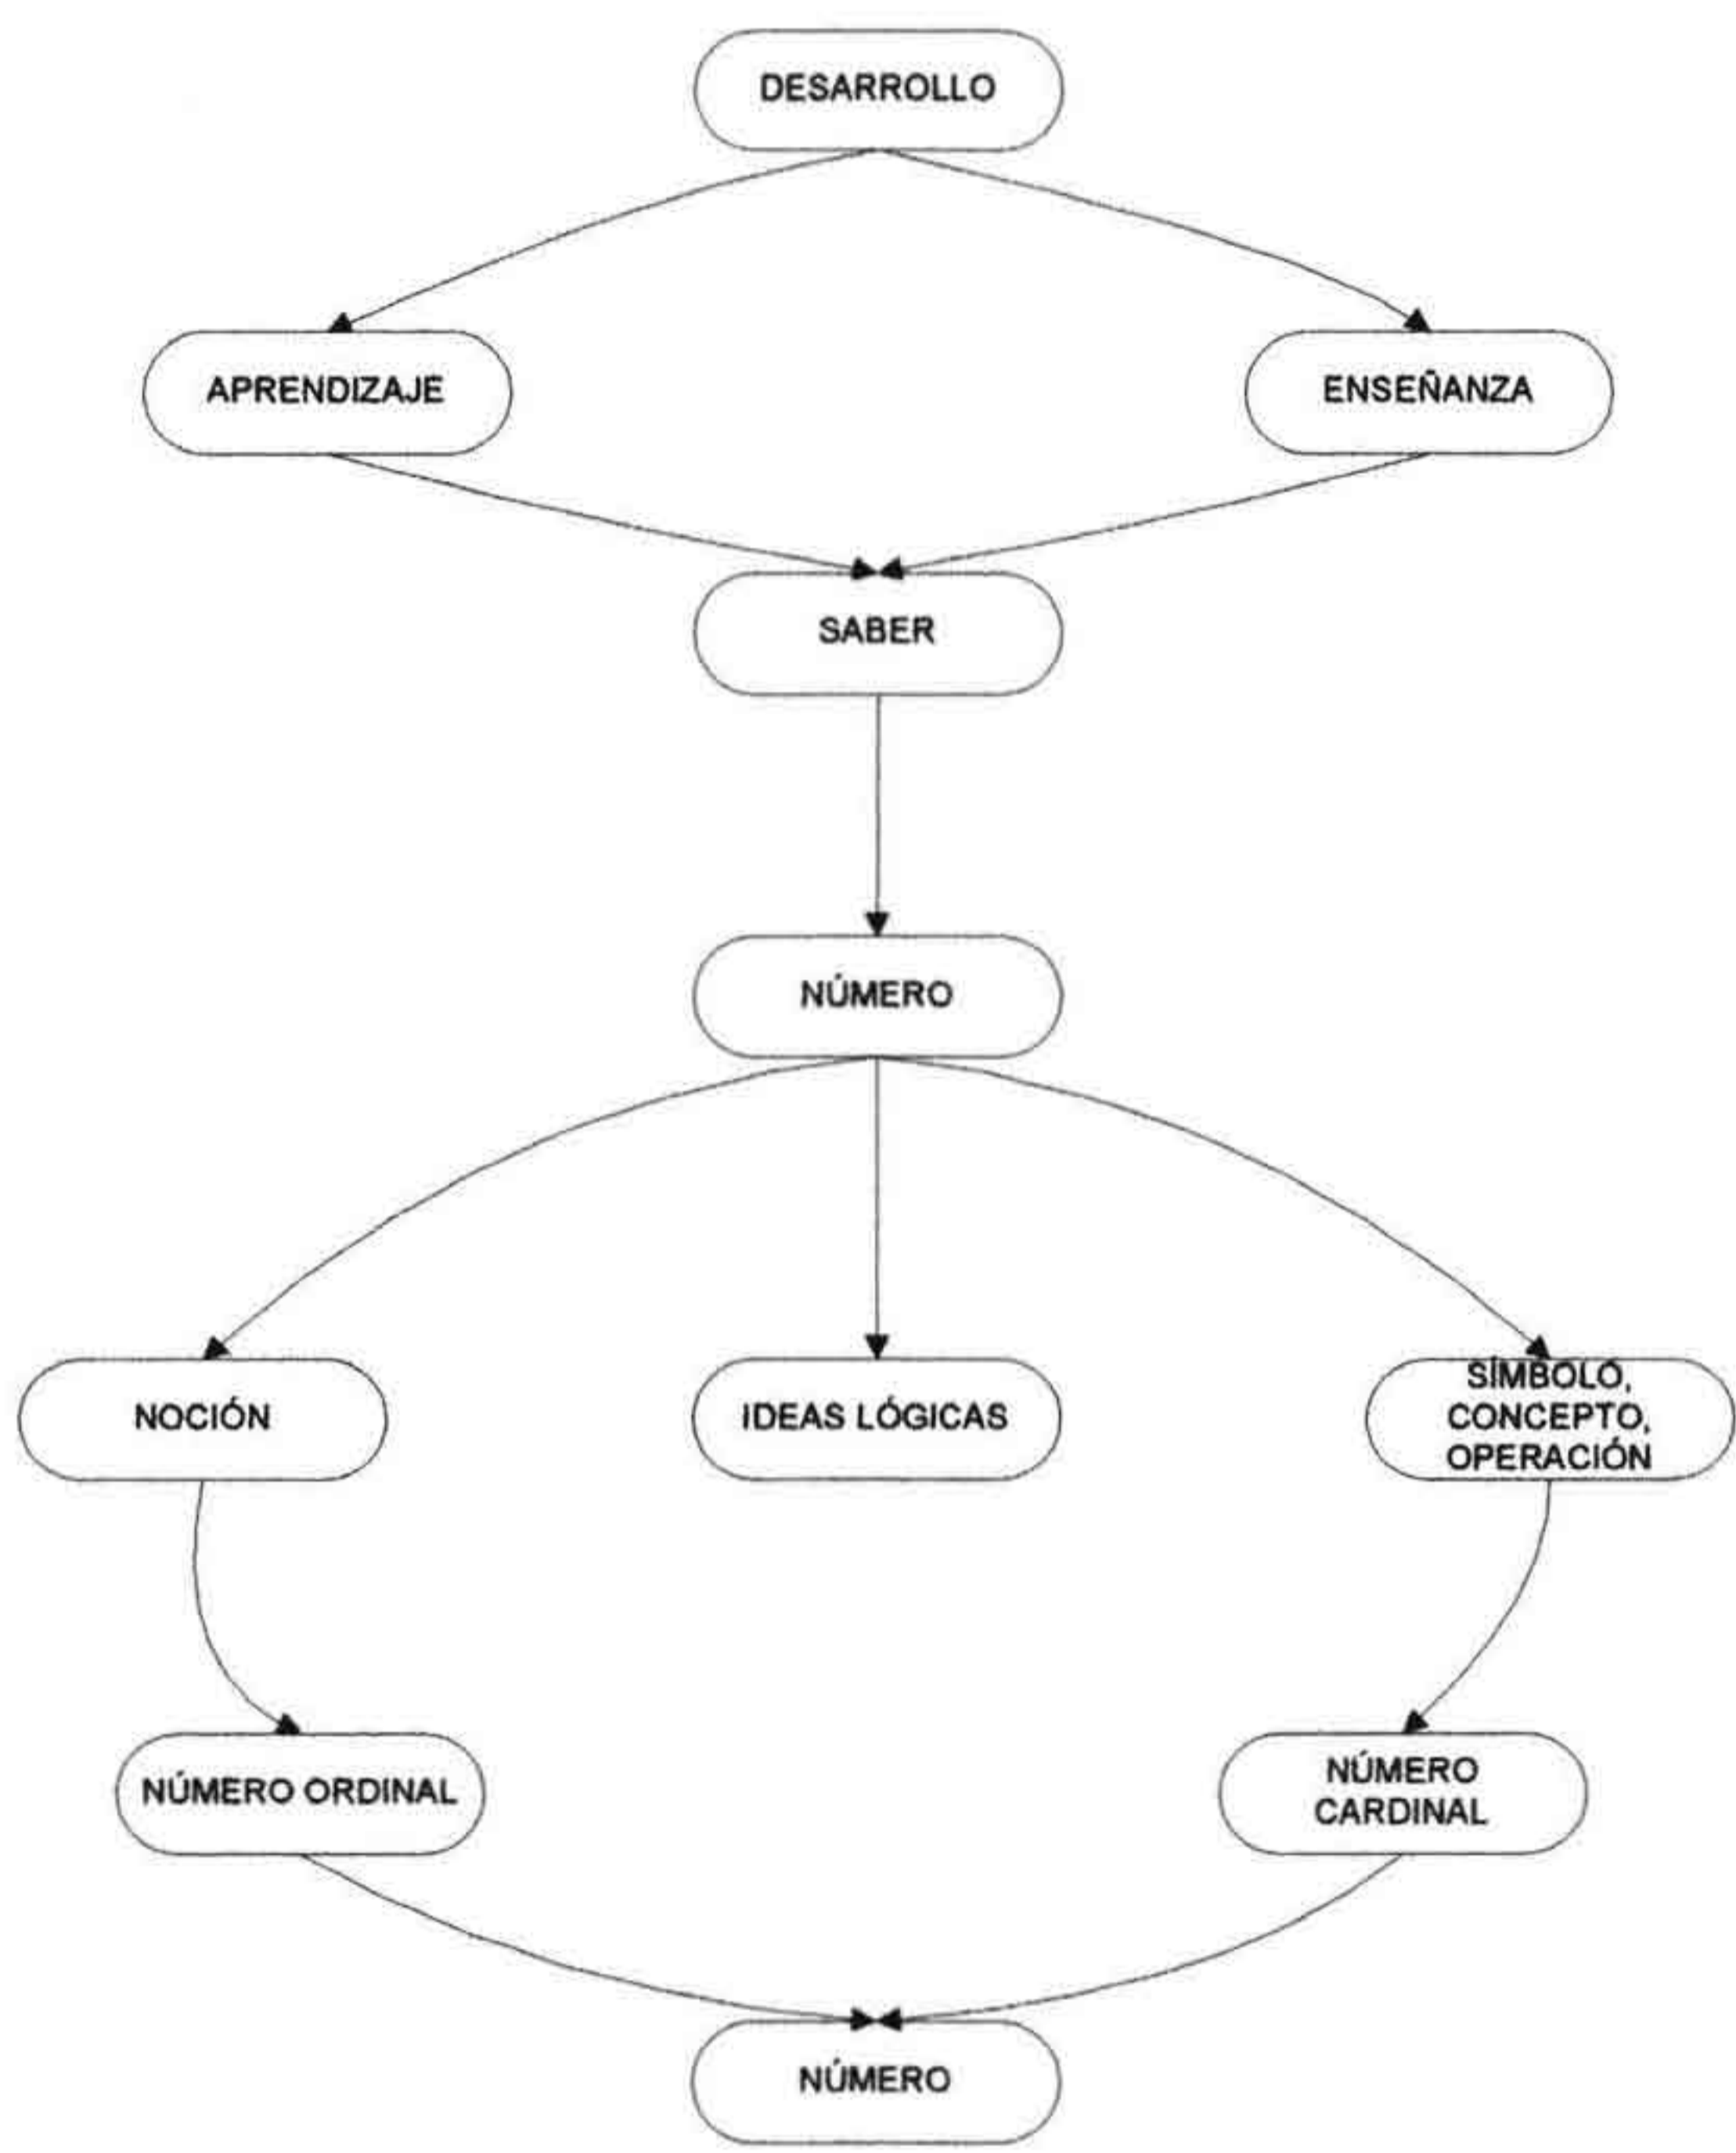 DESARROLLO
APRENDIZAJE
ENSEÑANZA
SABER
NÚMERO
NOCIÓN
IDEAS LÓGICAS
SÍMBOLO,
CONCEPTO,
OPERACIÓN
NÚMERO ORDINAL
NÚMERO
CARDINAL
NÚMERO